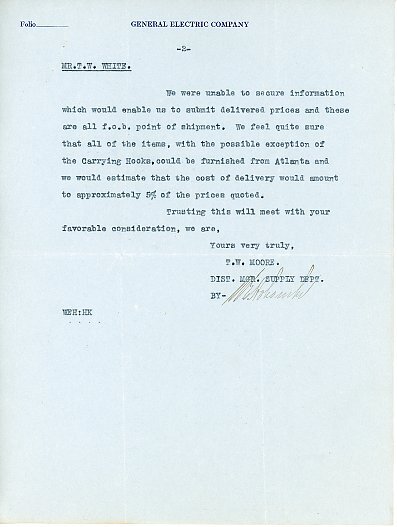 Folio
GENERAL ELECTRIC COMPANY
-2-
MR.T.W. WHITE.
We were unable to secure information
which would enable us to submit delivered prices and these
are all f.o.b. point of shipment. We feel quite sure
that all of the items, with the possible exception of
the Carrying Hooks,could be furnished from Atlanta and
we would estimate that the cost of delivery would amount
to approximately 5% of the prices quoted.
Trusting this will meet with your
favorable consideration, we are,
Yours very truly,
T.W. MOORE.
DIST. MGR. SUPPLY DEPT.
BY-
WEH:HK